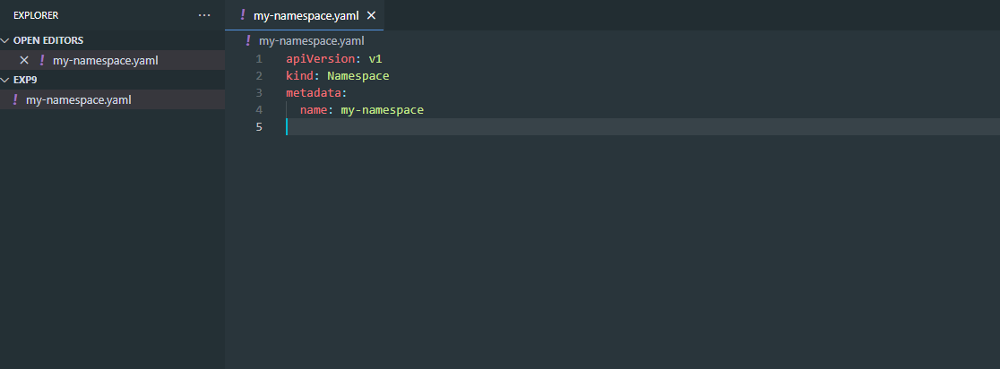 EXPLORER ···
OPEN EDITORS
× ! my-namespace.yaml
EXP9
! my-namespace.yaml
! my-namespace.yaml ×
! my-namespace.yaml
1 apiVersion: v1
2 kind: Namespace
3 metadata:
4   name: my-namespace
5